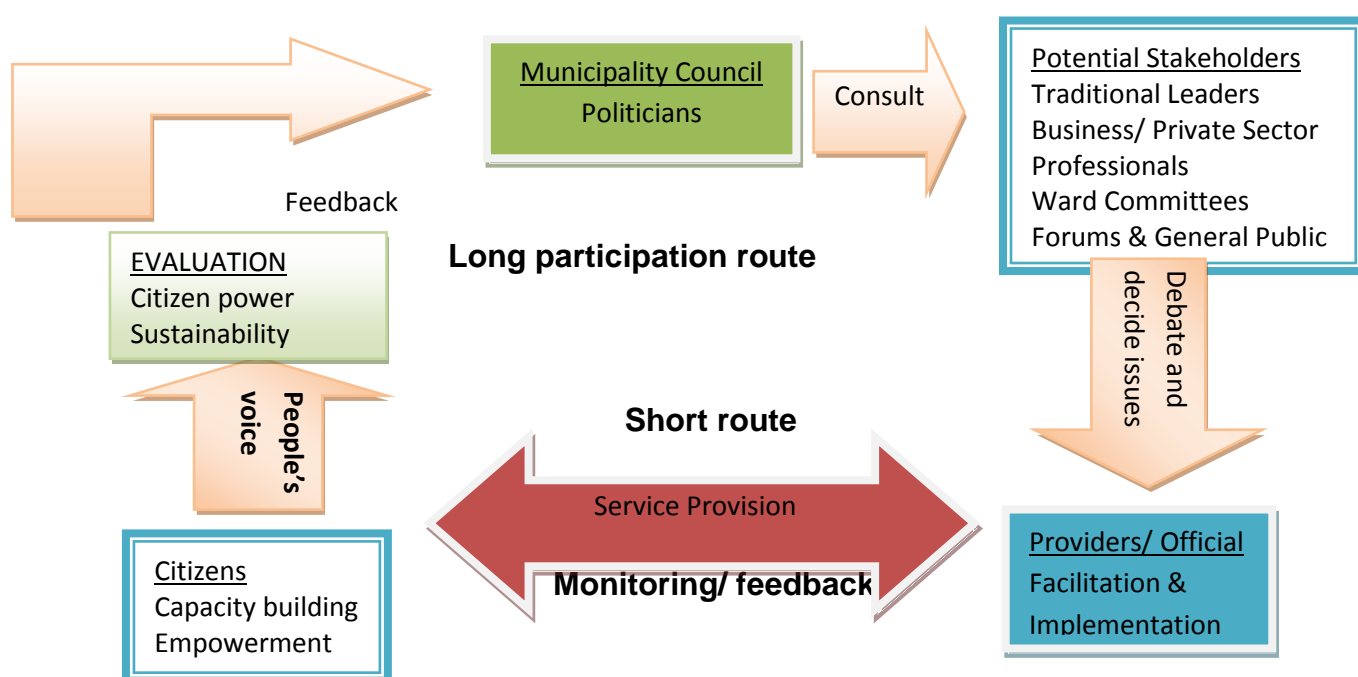 Municipality Council
Politicians
Consult
Potential Stakeholders
Traditional Leaders
Business/ Private Sector
Professionals
Ward Committees
Forums & General Public
Feedback
Long participation route
EVALUATION
Citizen power
Sustainability
Debate and
decide issues
People's
voice
Short route
Service Provision
Monitoring/ feedback
Citizens
Capacity building
Empowerment
Providers/ Official
Facilitation &
Implementation